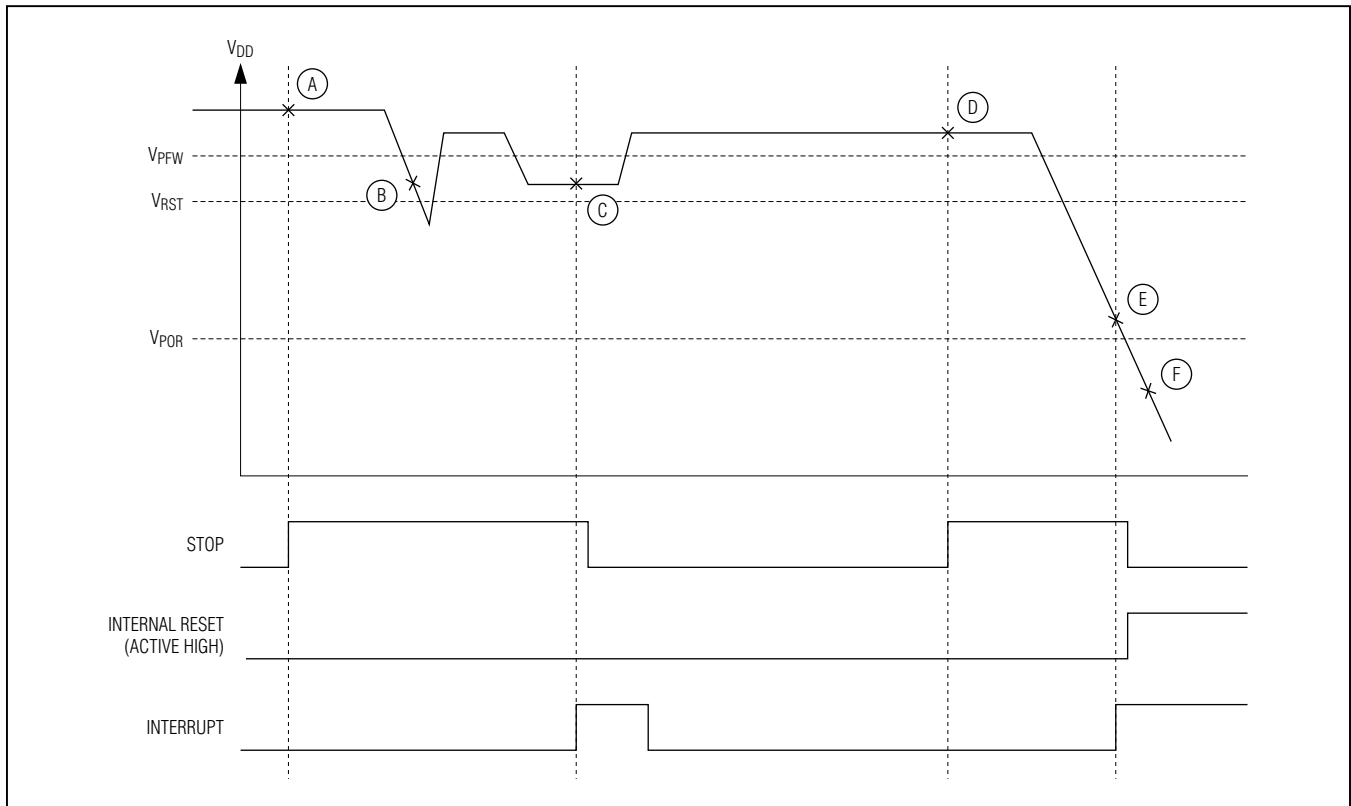 VDD
A
D
VPFW
B
VRST
C
E
VPOR
F
STOP
INTERNAL RESET
(ACTIVE HIGH)
INTERRUPT